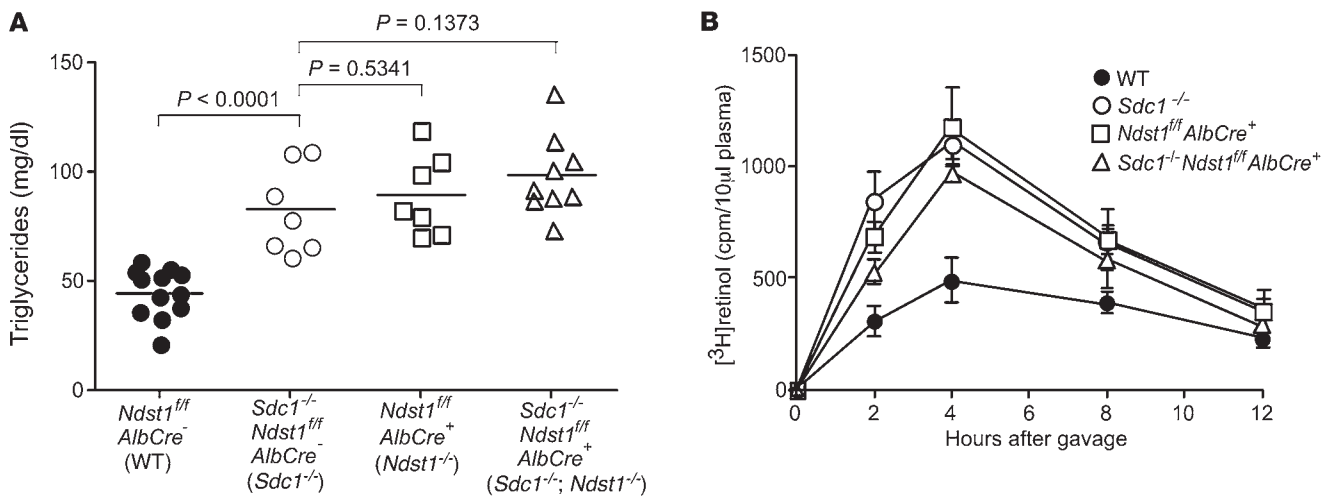 A
P = 0.1373
P = 0.5341
P < 0.0001
Triglycerides (mg/dl)
150
100
50
0
Ndst1f/f
AlbCre-
(WT)
Sdc1-/-
Ndst1f/f
AlbCre-
(Sdc1-/-)
Ndst1f/f
AlbCre+
(Ndst1-/-)
Sdc1-/-
Ndst1f/f
AlbCre+
(Sdc1-/-; Ndst1-/-)
B
[3H]retinol (cpm/10µl plasma)
1500
1000
500
0
WT
Sdc1 -/-
Ndst1f/f AlbCre+
Sdc1-/- Ndst1f/f AlbCre+
0 2 4 6 8 10 12
Hours after gavage